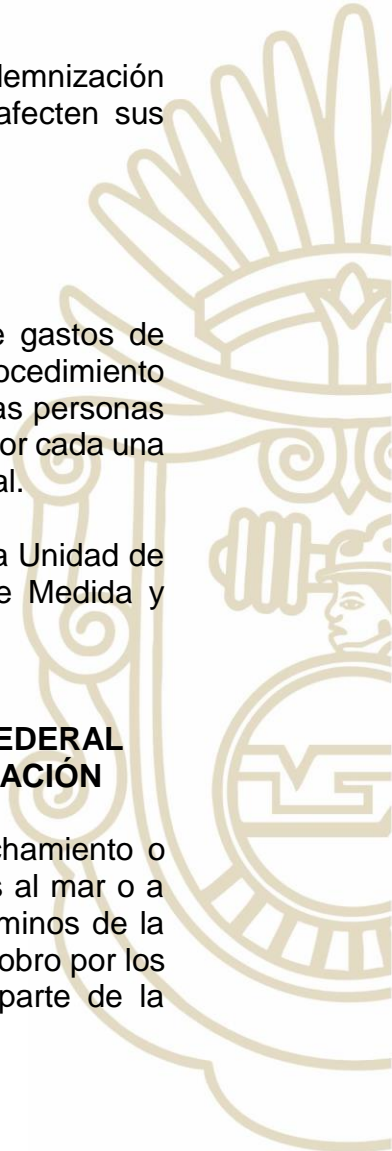 demnización
afecten sus
e gastos de
rocedimiento
as personas
or cada una
al.
a Unidad de
e Medida y
EDERAL
ACIÓN
chamiento o
s al mar o a
minos de la
obro por los
parte de la